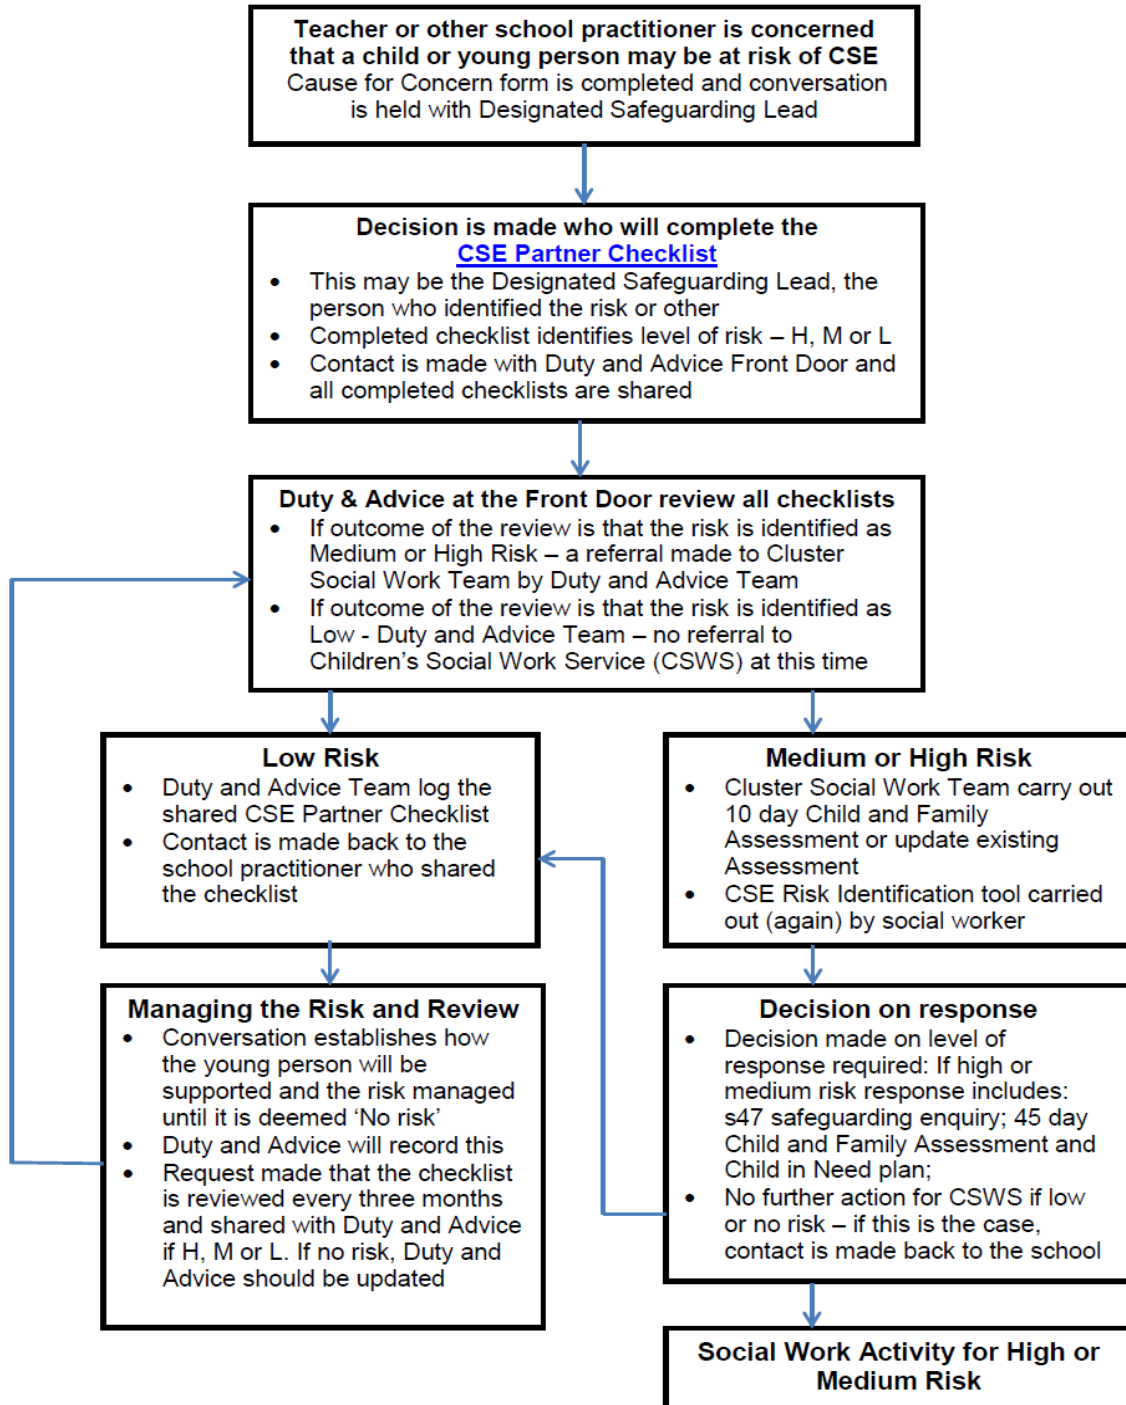 Teacher or other school practitioner is concerned
that a child or young person may be at risk of CSE
Cause for Concern form is completed and conversation
is held with Designated Safeguarding Lead
Decision is made who will complete the
CSE Partner Checklist
• This may be the Designated Safeguarding Lead, the
person who identified the risk or other
• Completed checklist identifies level of risk – H, M or L
• Contact is made with Duty and Advice Front Door and
all completed checklists are shared
Duty & Advice at the Front Door review all checklists
• If outcome of the review is that the risk is identified as
Medium or High Risk – a referral made to Cluster
Social Work Team by Duty and Advice Team
• If outcome of the review is that the risk is identified as
Low - Duty and Advice Team – no referral to
Children's Social Work Service (CSWS) at this time
Low Risk
• Duty and Advice Team log the
shared CSE Partner Checklist
• Contact is made back to the
school practitioner who shared
the checklist
Medium or High Risk
• Cluster Social Work Team carry out
10 day Child and Family
Assessment or update existing
Assessment
• CSE Risk Identification tool carried
out (again) by social worker
Managing the Risk and Review
• Conversation establishes how
the young person will be
supported and the risk managed
until it is deemed ‘No risk’
• Duty and Advice will record this
• Request made that the checklist
is reviewed every three months
and shared with Duty and Advice
if H, M or L. If no risk, Duty and
Advice should be updated
Decision on response
• Decision made on level of
response required: If high or
medium risk response includes:
s47 safeguarding enquiry; 45 day
Child and Family Assessment and
Child in Need plan;
• No further action for CSWS if low
or no risk – if this is the case,
contact is made back to the school
Social Work Activity for High or
Medium Risk